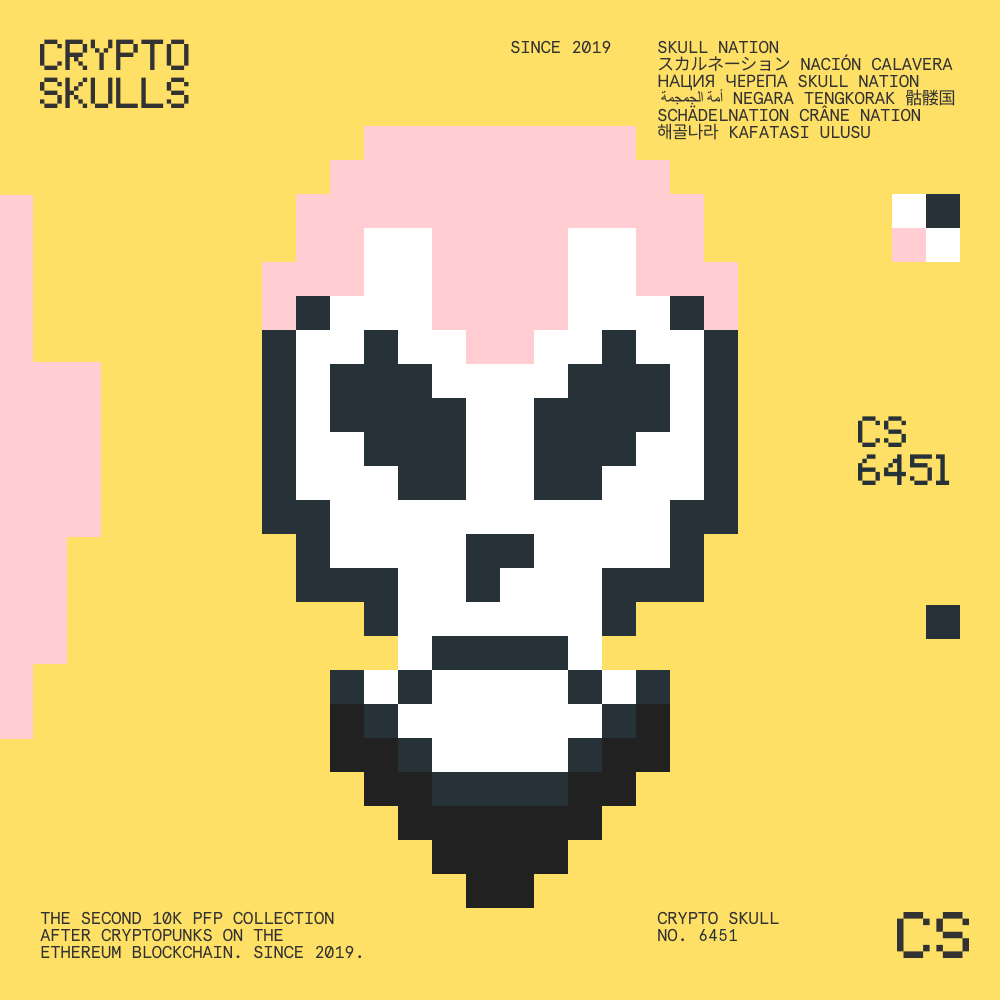 CRYPTO
SKULLS
SINCE 2019
SKULL NATION
スカルネーション NACIÓN CALAVERA
НАЦИЯ ЧЕРЕПА SKULL NATION
أمة الجمجمة NEGARA TENGKORAK 骷髅国
SCHÄDELNATION CRÂNE NATION
해골나라 KAFATASI ULUSU
CS
6451
THE SECOND 10K PFP COLLECTION
AFTER CRYPTOPUNKS ON THE
ETHEREUM BLOCKCHAIN. SINCE 2019.
CRYPTO SKULL
NO. 6451
CS